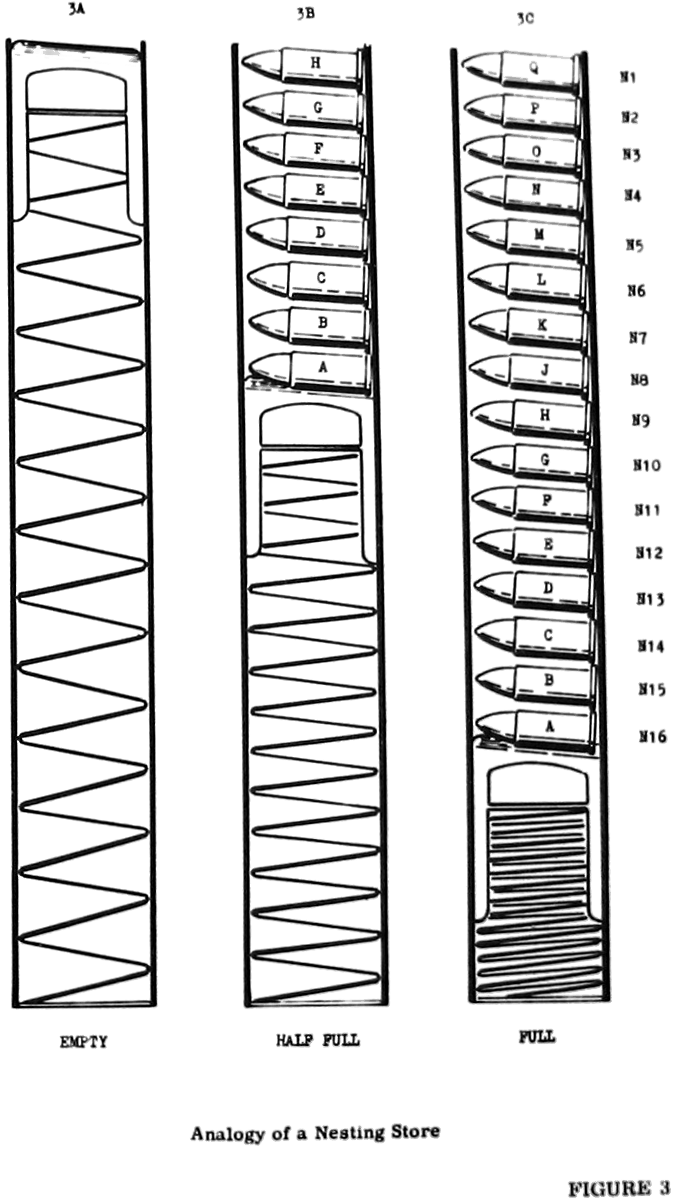 3A 3B 3C
H Q N1
G P N2
F O N3
E N N4
D M N5
C L N6
B K N7
A J N8
H N9
G N10
F N11
E N12
D N13
C N14
B N15
A N16
EMPTY HALF FULL FULL
Analogy of a Nesting Store
FIGURE 3